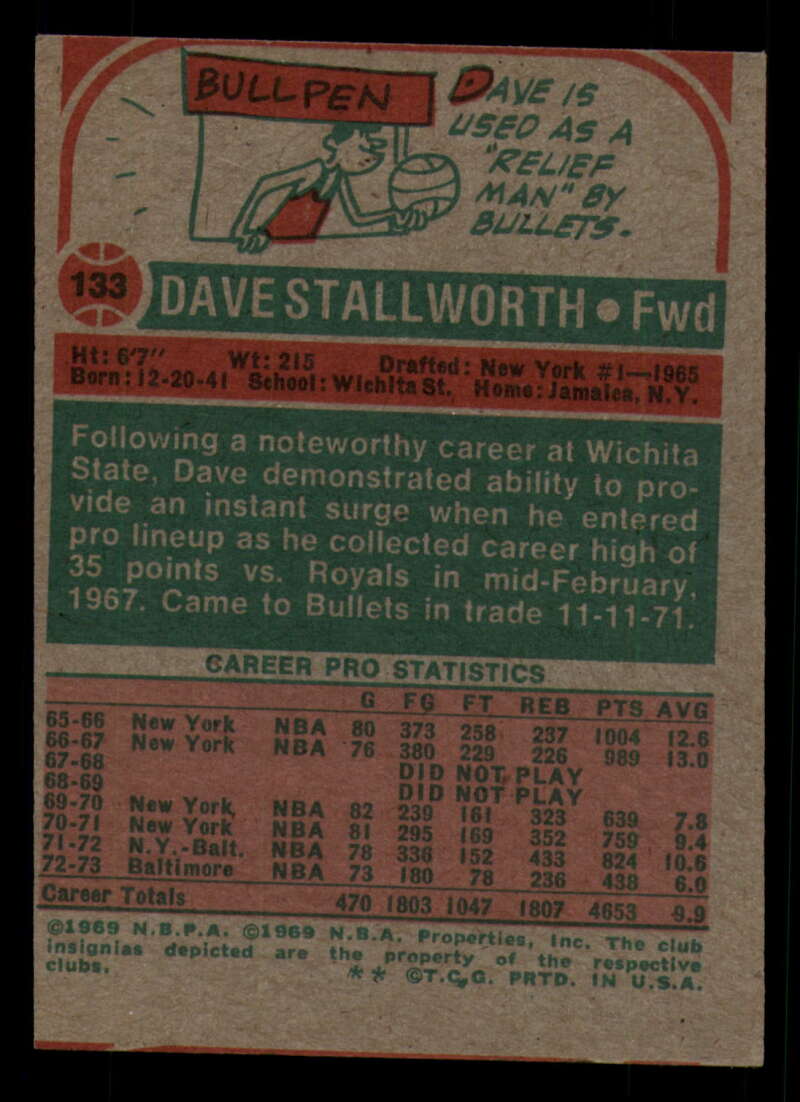 BULLPEN
DAVE IS
USED AS A
"RELIEF
MAN" BY
BULLETS.
133
DAVE STALLWORTH • Fwd
Ht: 6'7" Wt: 215 Drafted: New York #1—1965
Born: 12-20-41 School: Wichita St. Home: Jamaica, N.Y.
Following a noteworthy career at Wichita
State, Dave demonstrated ability to pro-
vide an instant surge when he entered
pro lineup as he collected career high of
35 points vs. Royals in mid-February,
1967. Came to Bullets in trade 11-11-71.
CAREER PRO STATISTICS
G FG FT REB PTS AVG
65-66 New York NBA 80 373 258 237 1004 12.6
66-67 New York NBA 76 380 229 226 989 13.0
67-68 DID NOT PLAY
68-69 DID NOT PLAY
69-70 New York NBA 82 239 161 323 639 7.8
70-71 New York NBA 81 295 169 352 759 9.4
71-72 N.Y.-Balt. NBA 78 336 152 433 824 10.6
72-73 Baltimore NBA 73 180 78 236 438 6.0
Career Totals 470 1803 1047 1807 4653 9.9
©1969 N.B.P.A. ©1969 N.B.A. Properties, Inc. The club
insignias depicted are the property of the respective
clubs. ** ©T.C.G. PRTD. IN U.S.A.